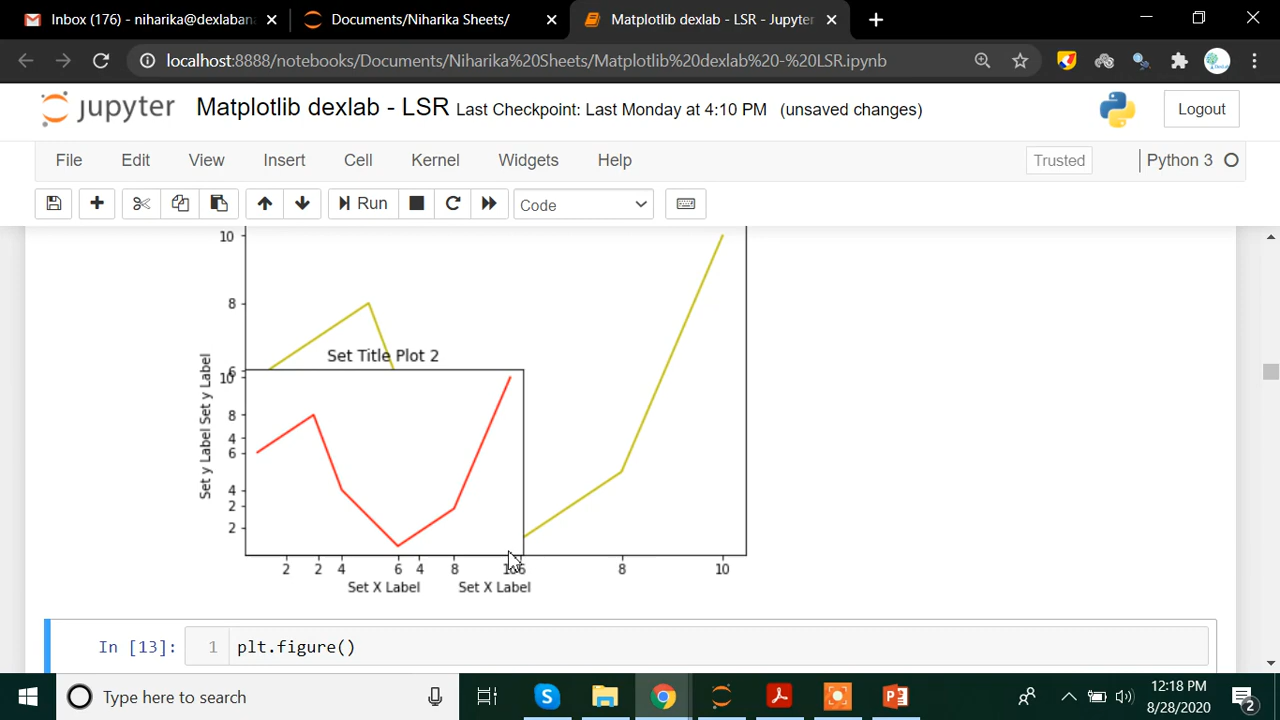 Inbox (176) - niharika@dexlabana
Documents/Niharika Sheets/
Matplotlib dexlab - LSR - Jupyter
localhost:8888/notebooks/Documents/Niharika%20Sheets/Matplotlib%20dexlab%20-%20LSR.ipynb
jupyter Matplotlib dexlab - LSR Last Checkpoint: Last Monday at 4:10 PM (unsaved changes)
Logout
File Edit View Insert Cell Kernel Widgets Help
Trusted Python 3
Run Code
10
8
Set Title Plot 2
6
10
8
4
6
4
2
2
Set y Label Set y Label
2 2 4 6 4 8 8 10
Set X Label Set X Label
In [13]: 1 plt.figure()
Type here to search
12:18 PM
8/28/2020
2